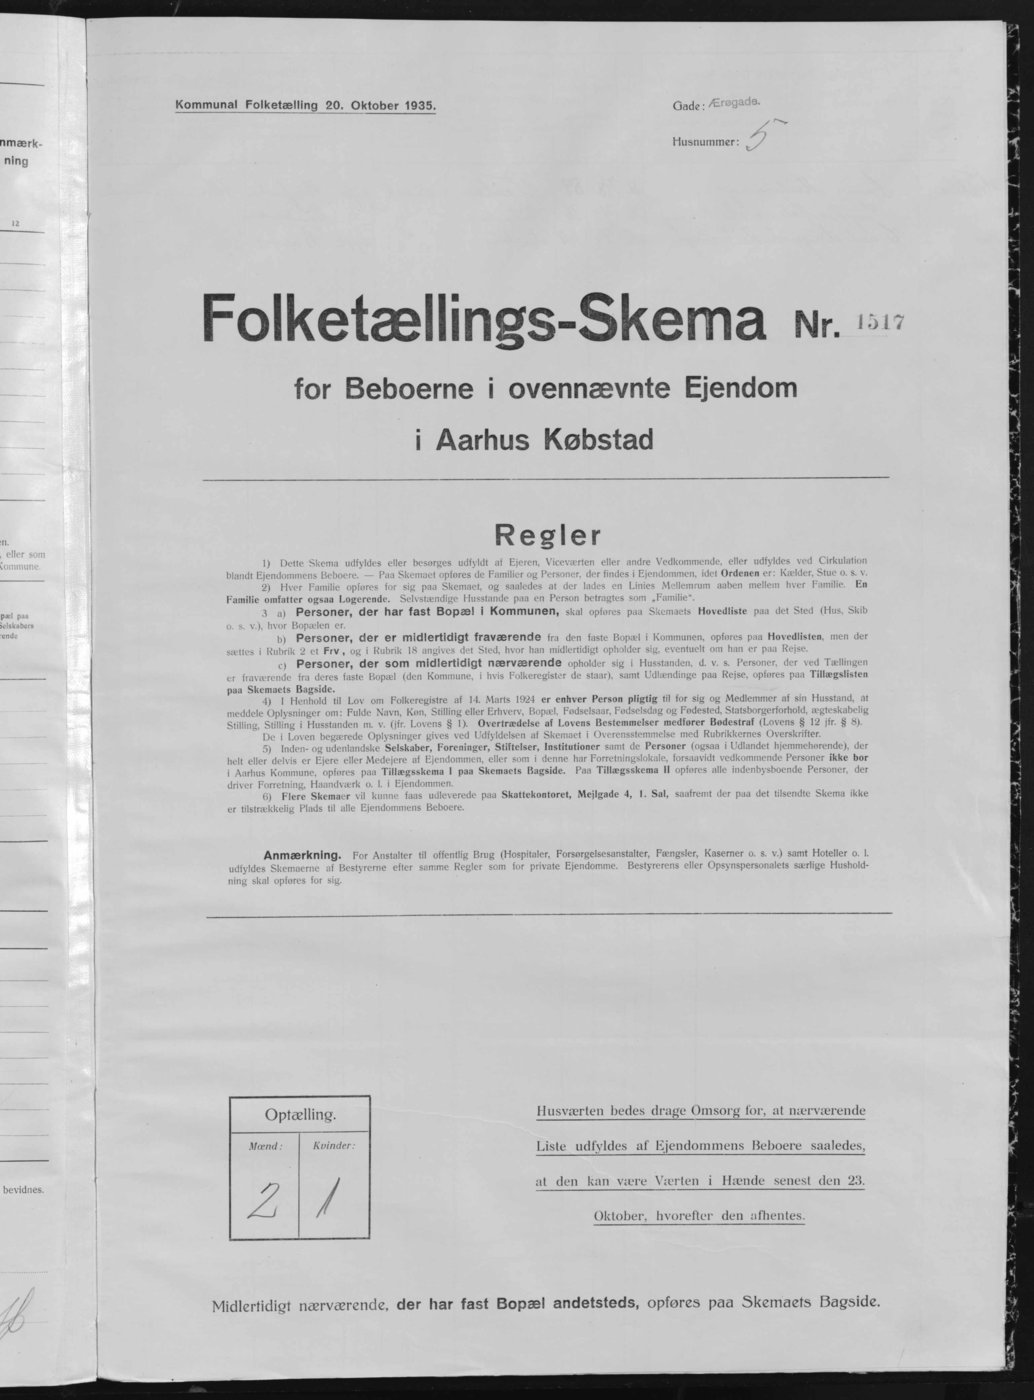 nmærk-
ning
12
en.
, eller som
Kommune.
pæl paa
Selskabers
rende
bevidnes.
Kommunal Folketælling 20. Oktober 1935.
Gade: Ærøgade.
Husnummer: 5
Folketællings-Skema Nr. 1517
for Beboerne i ovennævnte Ejendom
i Aarhus Købstad
Regler
1) Dette Skema udfyldes eller besørges udfyldt af Ejeren, Viceværten eller andre Vedkommende, eller udfyldes ved Cirkulation
blandt Ejendommens Beboere. — Paa Skemaet opføres de Familier og Personer, der findes i Ejendommen, idet Ordenen er: Kælder, Stue o. s. v.
2) Hver Familie opføres for sig paa Skemaet, og saaledes at der lades en Linies Mellemrum aaben mellem hver Familie. En
Familie omfatter ogsaa Logerende. Selvstændige Husstande paa en Person betragtes som „Familie".
3 a) Personer, der har fast Bopæl i Kommunen, skal opføres paa Skemaets Hovedliste paa det Sted (Hus, Skib
o. s. v.), hvor Bopælen er.
b) Personer, der er midlertidigt fraværende fra den faste Bopæl i Kommunen, opføres paa Hovedlisten, men der
sættes i Rubrik 2 et Frv, og i Rubrik 18 angives det Sted, hvor han midlertidigt opholder sig, eventuelt om han er paa Rejse.
c) Personer, der som midlertidigt nærværende opholder sig i Husstanden, d. v. s. Personer, der ved Tællingen
er fraværende fra deres faste Bopæl (den Kommune, i hvis Folkeregister de staar), samt Udlændinge paa Rejse, opføres paa Tillægslisten
paa Skemaets Bagside.
4) I Henhold til Lov om Folkeregistre af 14. Marts 1924 er enhver Person pligtig til for sig og Medlemmer af sin Husstand, at
meddele Oplysninger om: Fulde Navn, Køn, Stilling eller Erhverv, Bopæl, Fødselsaar, Fødselsdag og Fødested, Statsborgerforhold, ægteskabelig
Stilling, Stilling i Husstanden m. v. (jfr. Lovens § 1). Overtrædelse af Lovens Bestemmelser medfører Bødestraf (Lovens § 12 jfr. § 8).
De i Loven begærede Oplysninger gives ved Udfyldelsen af Skemaet i Overensstemmelse med Rubrikkernes Overskrifter.
5) Inden- og udenlandske Selskaber, Foreninger, Stiftelser, Institutioner samt de Personer (ogsaa i Udlandet hjemmehørende), der
helt eller delvis er Ejere eller Medejere af Ejendommen, eller som i denne har Forretningslokale, forsaavidt vedkommende Personer ikke bor
i Aarhus Kommune, opføres paa Tillægsskema I paa Skemaets Bagside. Paa Tillægsskema II opføres alle indenbysboende Personer, der
driver Forretning, Haandværk o. l. i Ejendommen.
6) Flere Skemaer vil kunne faas udleverede paa Skattekontoret, Mejlgade 4, 1. Sal, saafremt der paa det tilsendte Skema ikke
er tilstrækkelig Plads til alle Ejendommens Beboere.
Anmærkning. For Anstalter til offentlig Brug (Hospitaler, Forsørgelsesanstalter, Fængsler, Kaserner o. s. v.) samt Hoteller o. l.
udfyldes Skemaerne af Bestyrerne efter samme Regler som for private Ejendomme. Bestyrerens eller Opsynspersonalets særlige Hushold-
ning skal opføres for sig.
Optælling.
Mænd: Kvinder:
2 1
Husværten bedes drage Omsorg for, at nærværende
Liste udfyldes af Ejendommens Beboere saaledes,
at den kan være Værten i Hænde senest den 23.
Oktober, hvorefter den afhentes.
Midlertidigt nærværende, der har fast Bopæl andetsteds, opføres paa Skemaets Bagside.